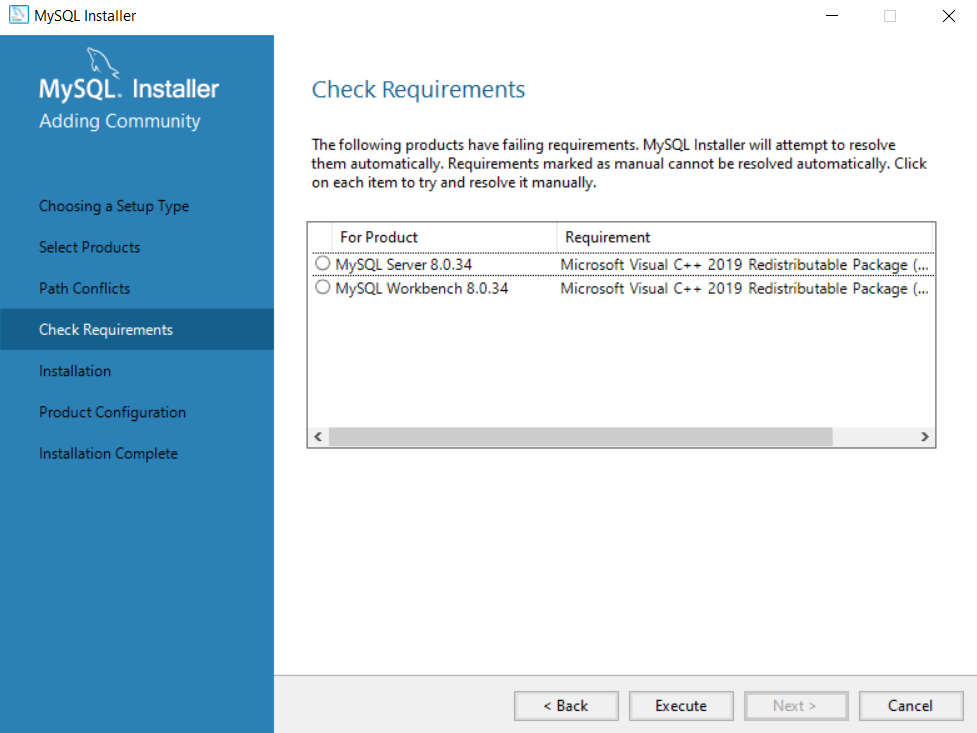 MySQL Installer
MySQL. Installer
Adding Community
Choosing a Setup Type
Select Products
Path Conflicts
Check Requirements
Installation
Product Configuration
Installation Complete
Check Requirements
The following products have failing requirements. MySQL Installer will attempt to resolve
them automatically. Requirements marked as manual cannot be resolved automatically. Click
on each item to try and resolve it manually.
For Product Requirement
MySQL Server 8.0.34 Microsoft Visual C++ 2019 Redistributable Package (...
MySQL Workbench 8.0.34 Microsoft Visual C++ 2019 Redistributable Package (...
< Back Execute Next > Cancel